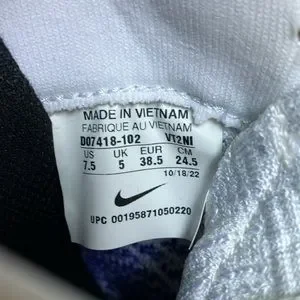 MADE IN VIETNAM
FABRIQUE AU VIETNAM
DO7418-102 VT2NI
US UK EUR CM
7.5 5 38.5 24.5
10/18/22
UPC 00195871050220